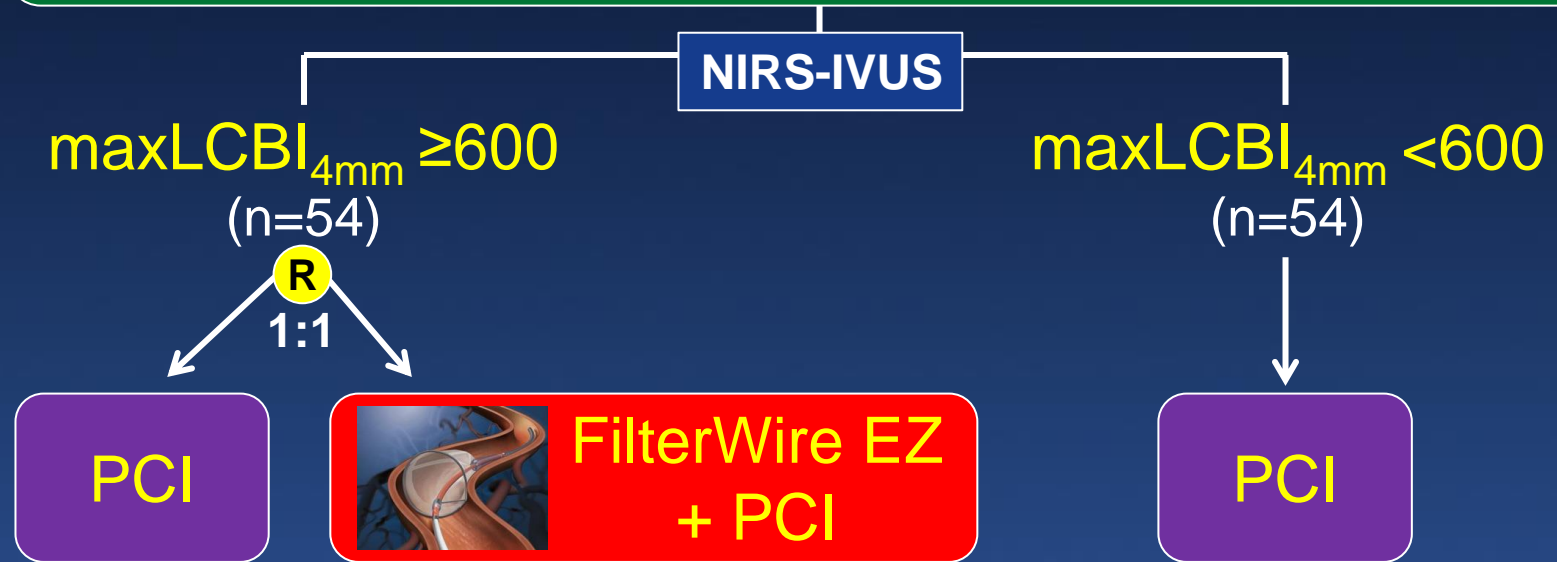 NIRS-IVUS
maxLCBI4mm ≥600
(n=54)
maxLCBI4mm <600
(n=54)
R
1:1
PCI
FilterWire EZ
+ PCI
PCI